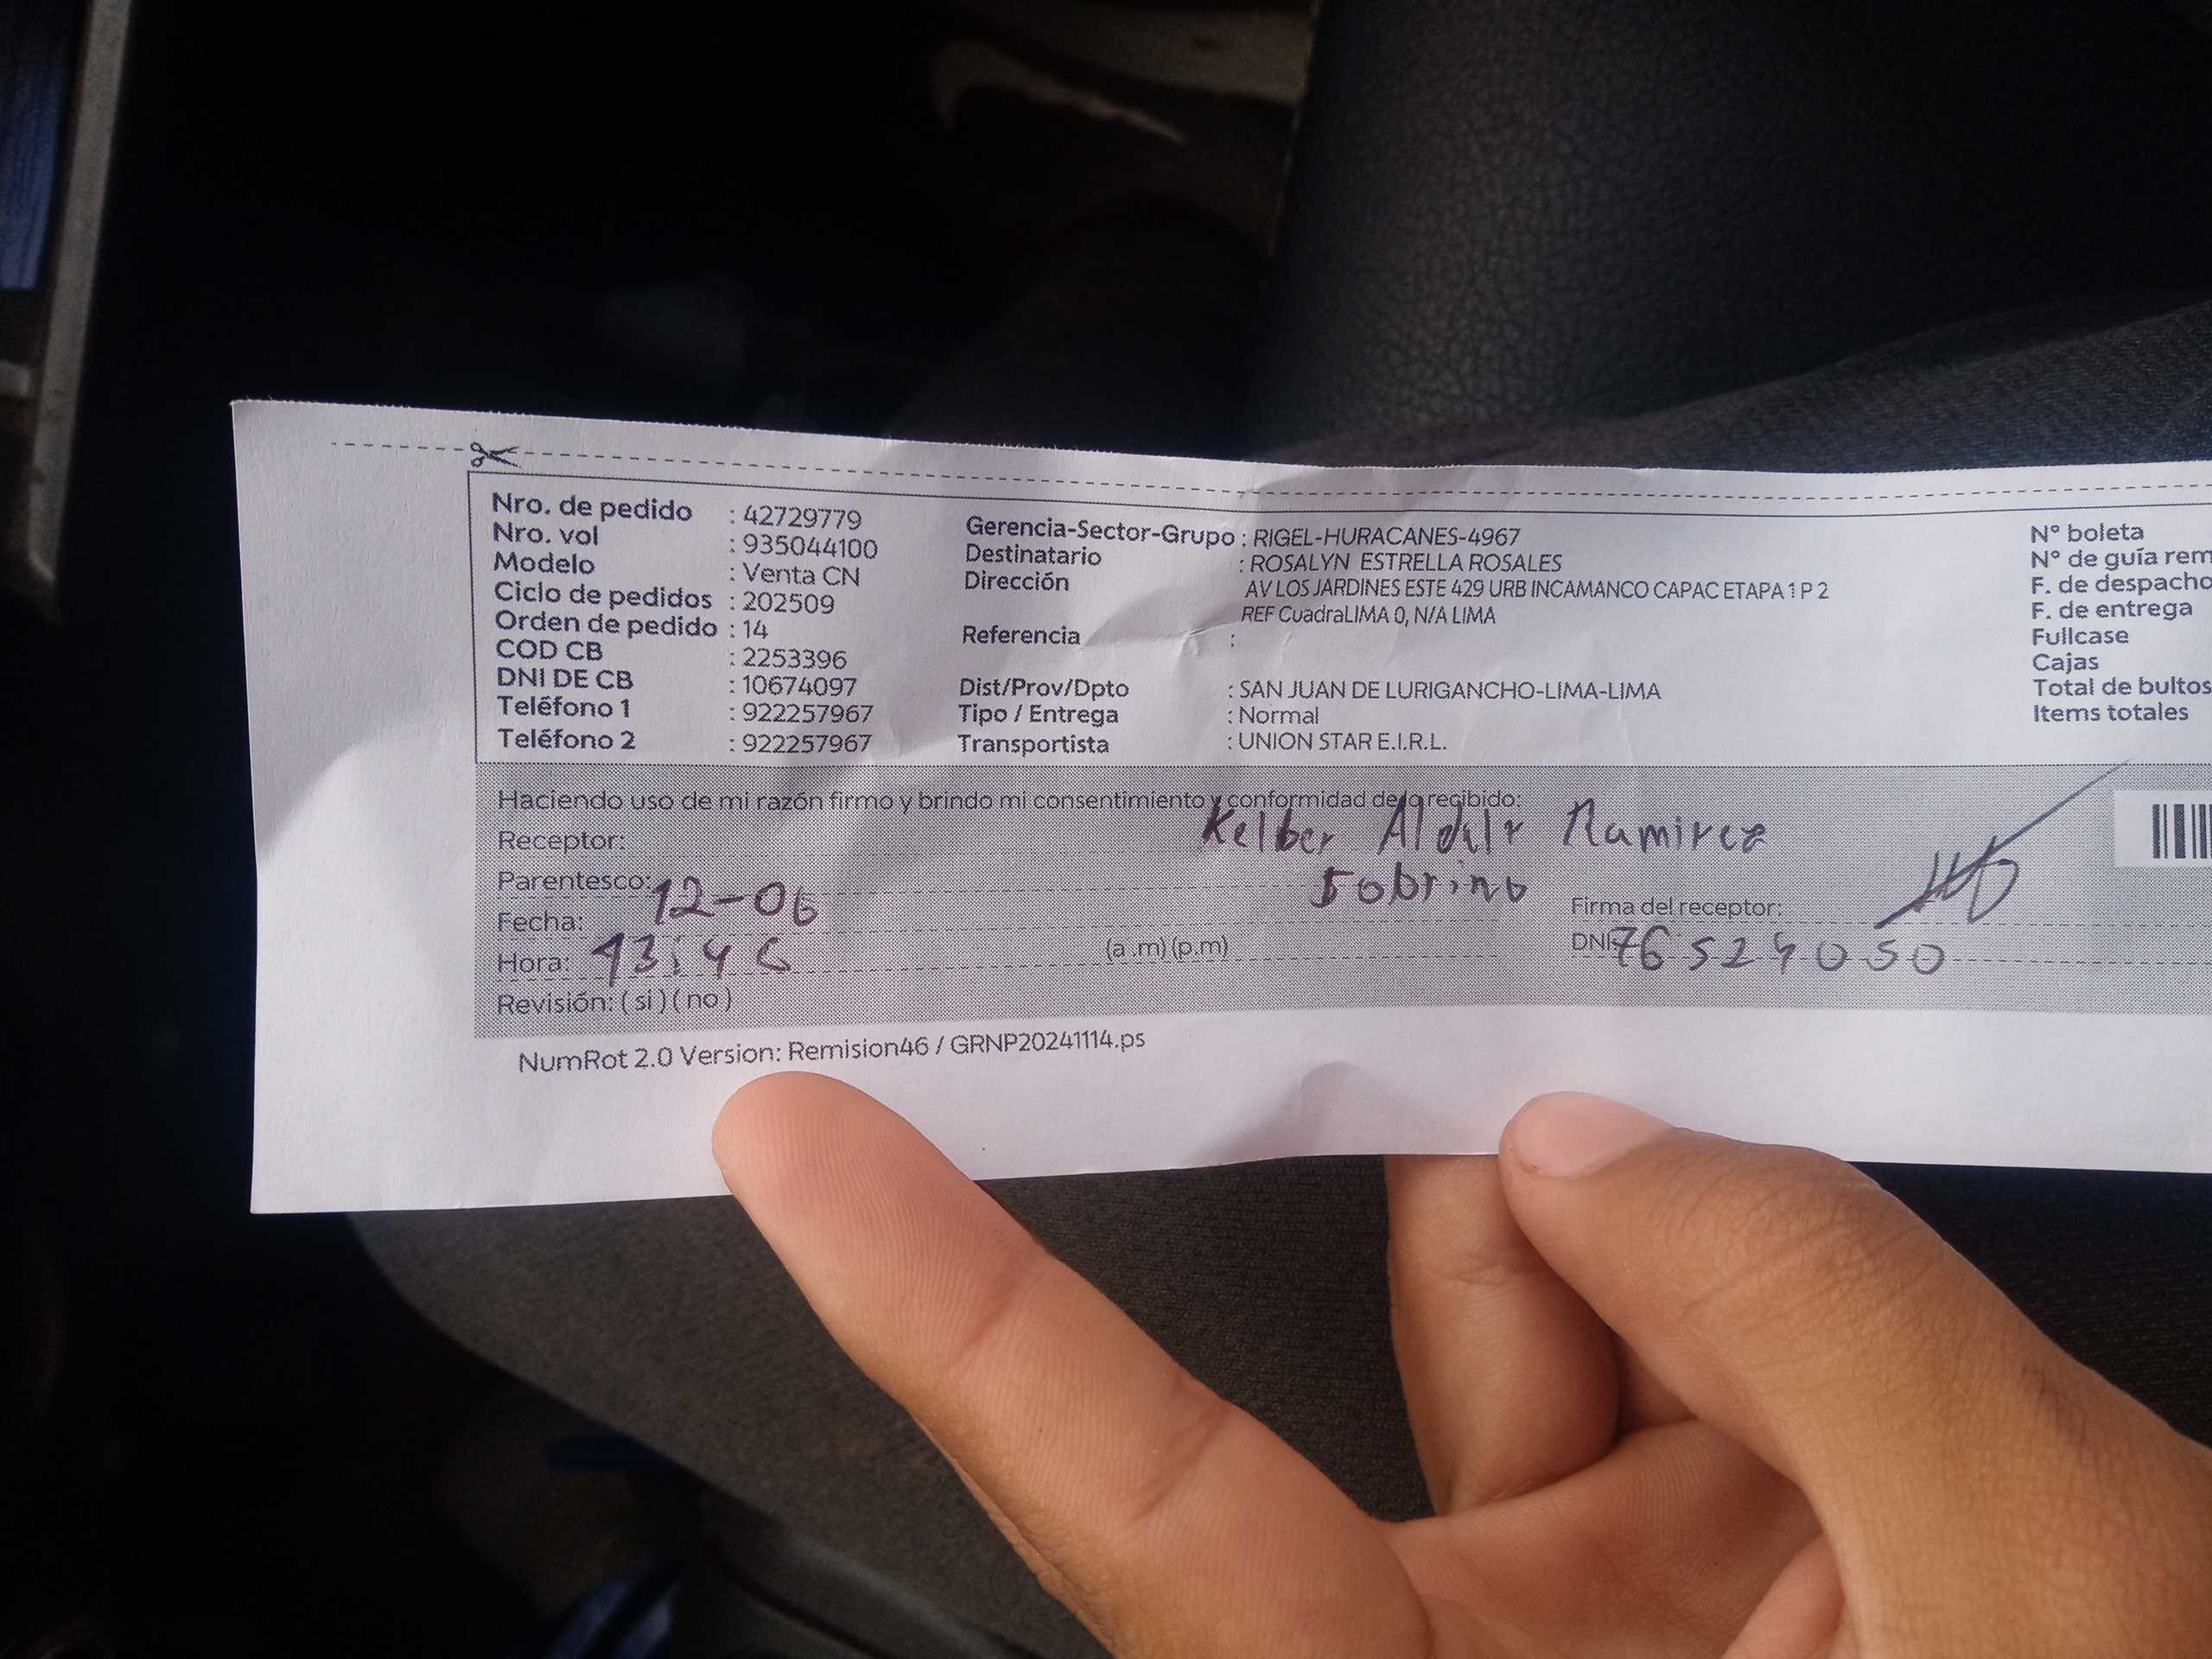 Nro. de pedido : 42729779
Nro. vol : 935044100
Modelo : Venta CN
Ciclo de pedidos : 202509
Orden de pedido : 14
COD CB : 2253396
DNI DE CB : 10674097
Teléfono 1 : 922257967
Teléfono 2 : 922257967
Gerencia-Sector-Grupo : RIGEL-HURACANES-4967
Destinatario : ROSALYN ESTRELLA ROSALES
Dirección AV LOS JARDINES ESTE 429 URB INCAMANCO CAPAC ETAPA 1 P 2
REF CuadraLIMA 0, N/A LIMA
Referencia :
Dist/Prov/Dpto : SAN JUAN DE LURIGANCHO-LIMA-LIMA
Tipo / Entrega : Normal
Transportista : UNION STAR E.I.R.L.
N° boleta
N° de guía rem
F. de despacho
F. de entrega
Fullcase
Cajas
Total de bultos
Items totales
Haciendo uso de mi razón firmo y brindo mi consentimiento y conformidad de lo recibido:
Receptor: Kelber Ramirez
Parentesco: Sobrino
Fecha: 12-06
Hora: 13:46 (a .m) (p.m)
Revisión: ( si ) ( no )
Firma del receptor:
DNI 76524050
NumRot 2.0 Version: Remision46 / GRNP20241114.ps